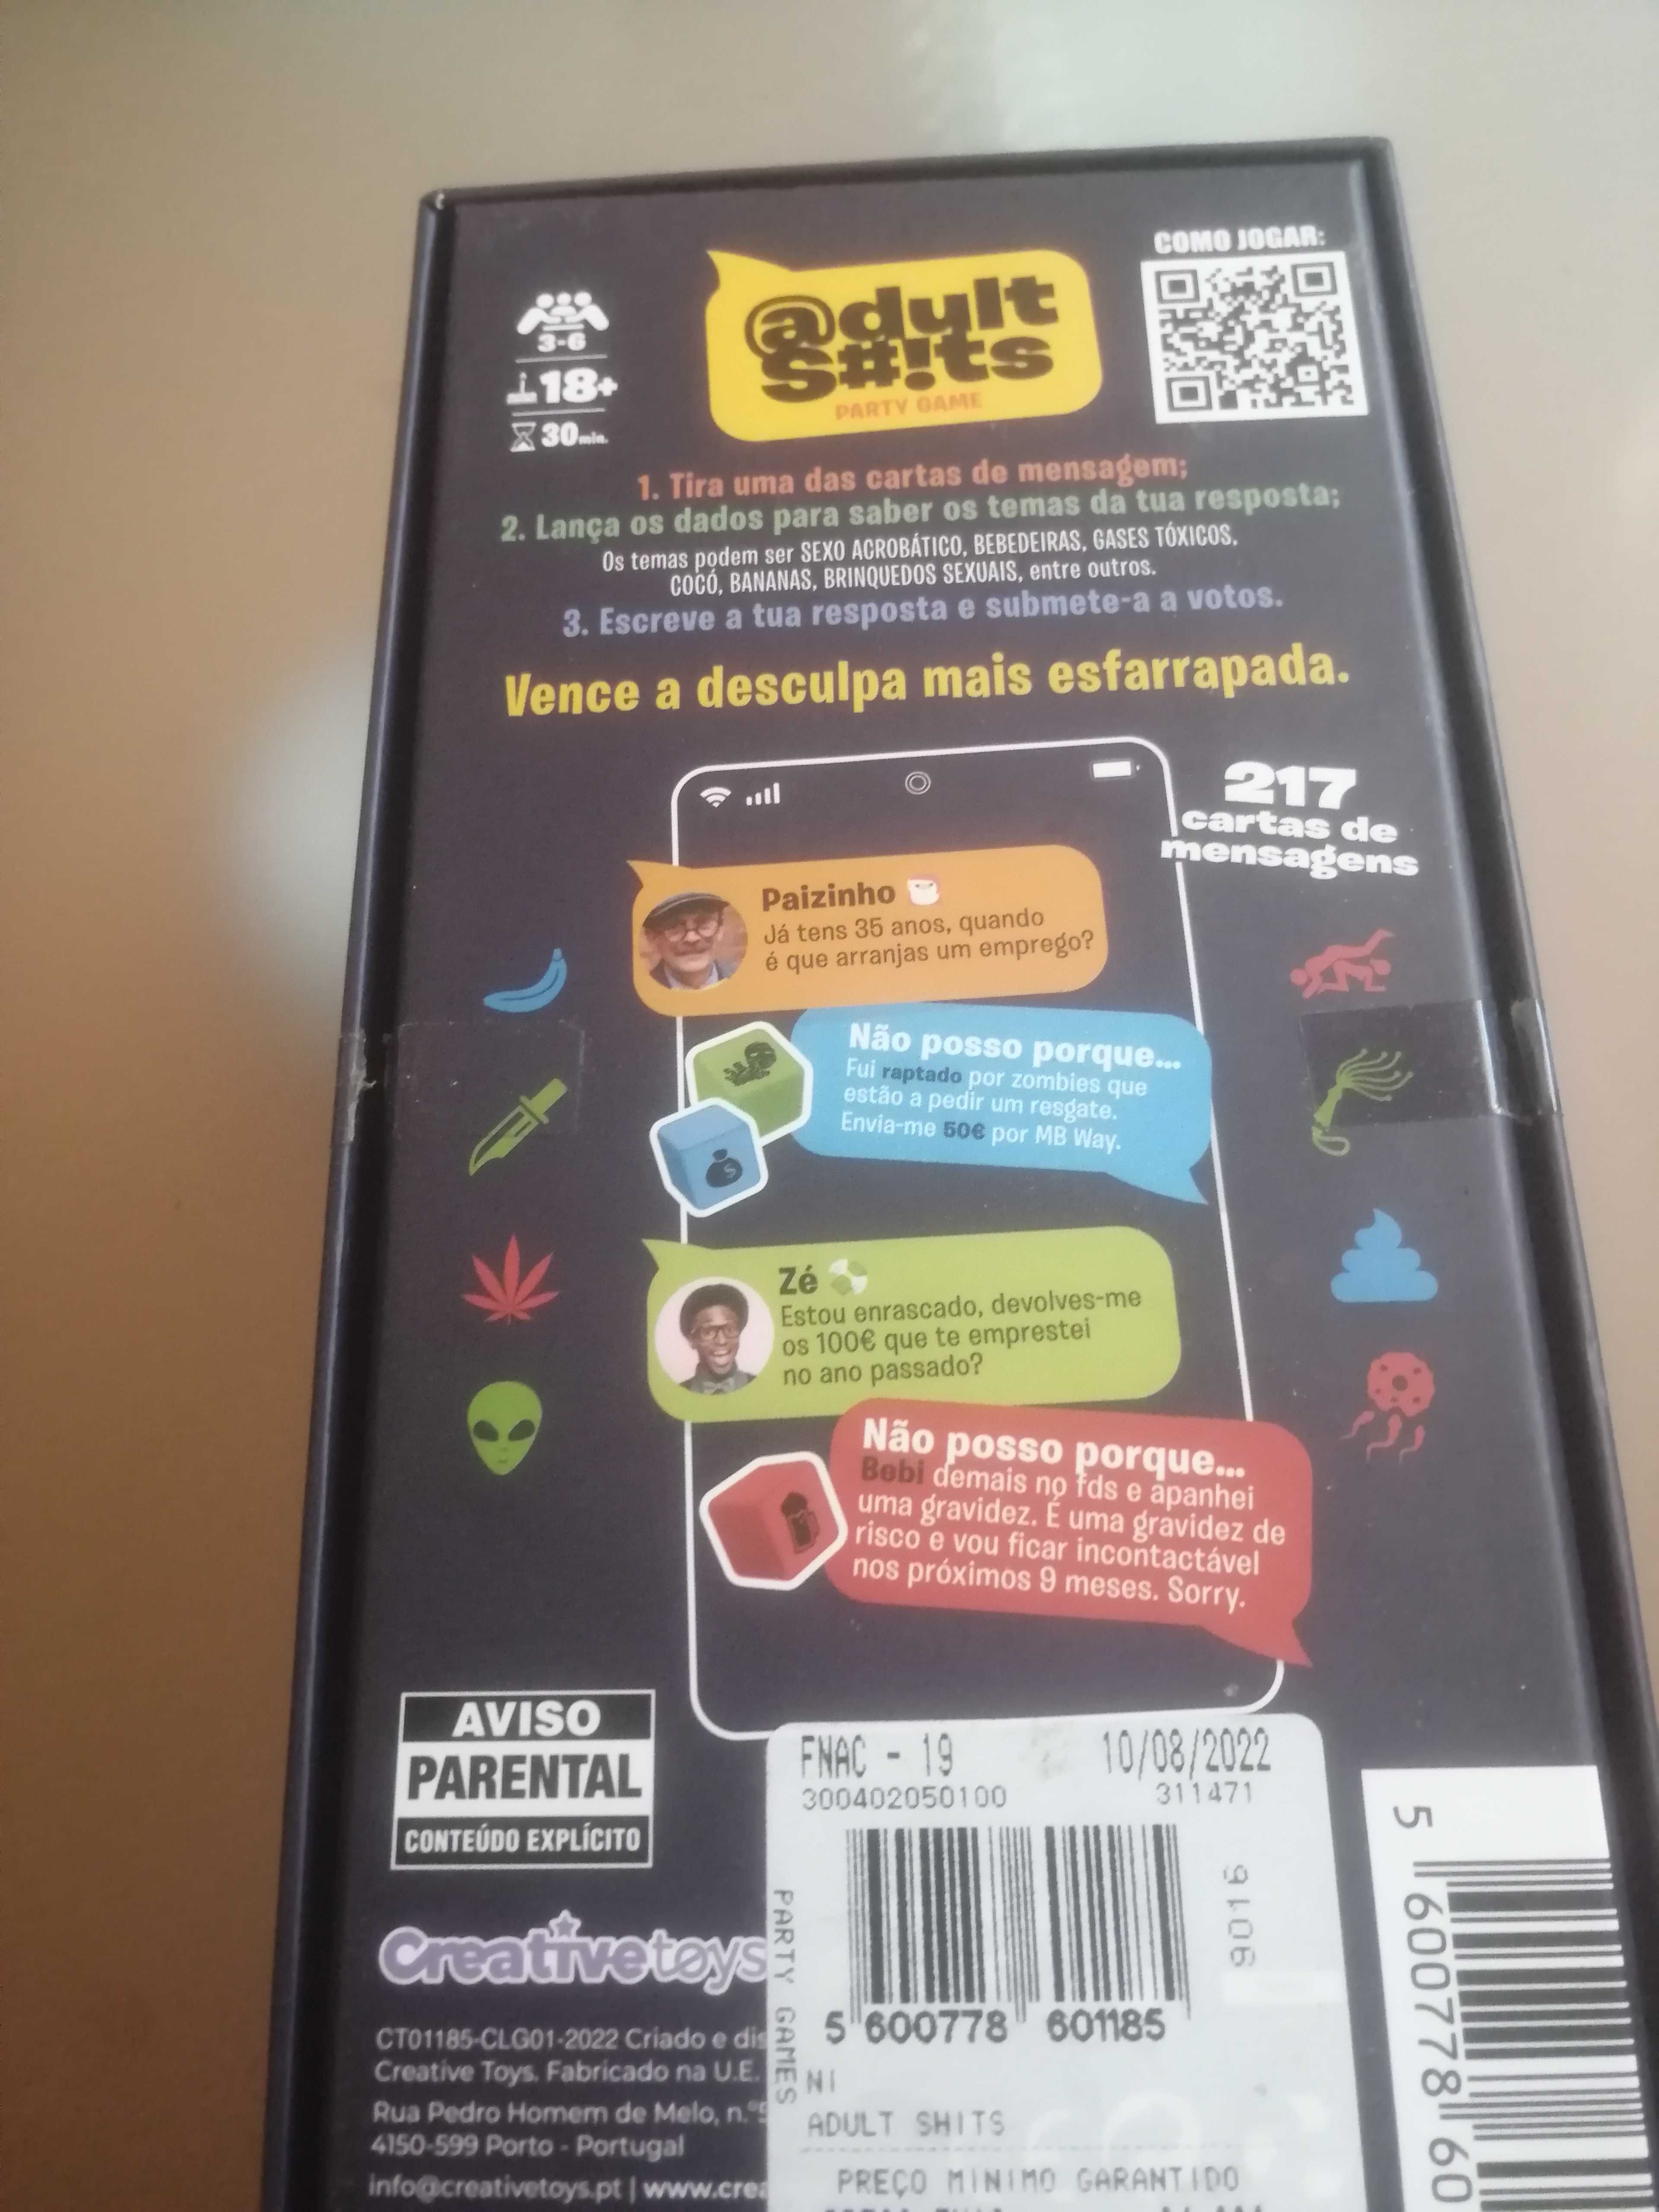 COMO JOGAR:
3-6
18+
30min.
@dult
S#!ts
PARTY GAME
1. Tira uma das cartas de mensagem;
2. Lança os dados para saber os temas da tua resposta;
Os temas podem ser SEXO ACROBÁTICO, BEBEDEIRAS, GASES TÓXICOS,
COCÓ, BANANAS, BRINQUEDOS SEXUAIS, entre outros.
3. Escreve a tua resposta e submete-a a votos.
Vence a desculpa mais esfarrapada.
217
cartas de
mensagens
Paizinho
Já tens 35 anos, quando
é que arranjas um emprego?
Não posso porque...
Fui raptado por zombies que
estão a pedir um resgate.
Envia-me 50€ por MB Way.
Zé
Estou enrascado, devolves-me
os 100€ que te emprestei
no ano passado?
Não posso porque...
Bebi demais no fds e apanhei
uma gravidez. É uma gravidez de
risco e vou ficar incontactável
nos próximos 9 meses. Sorry.
AVISO
PARENTAL
CONTEÚDO EXPLÍCITO
Creativetoys
CT01185-CLG01-2022 Criado e dis
Creative Toys. Fabricado na U.E.
Rua Pedro Homem de Melo, n.º5
4150-599 Porto - Portugal
info@creativetoys.pt | www.crea
FNAC - 19 10/08/2022
300402050100 311471
PARTY GAMES
9016
5 600778 601185
NI
ADULT SHITS
PREÇO MINIMO GARANTIDO
5 600778 60